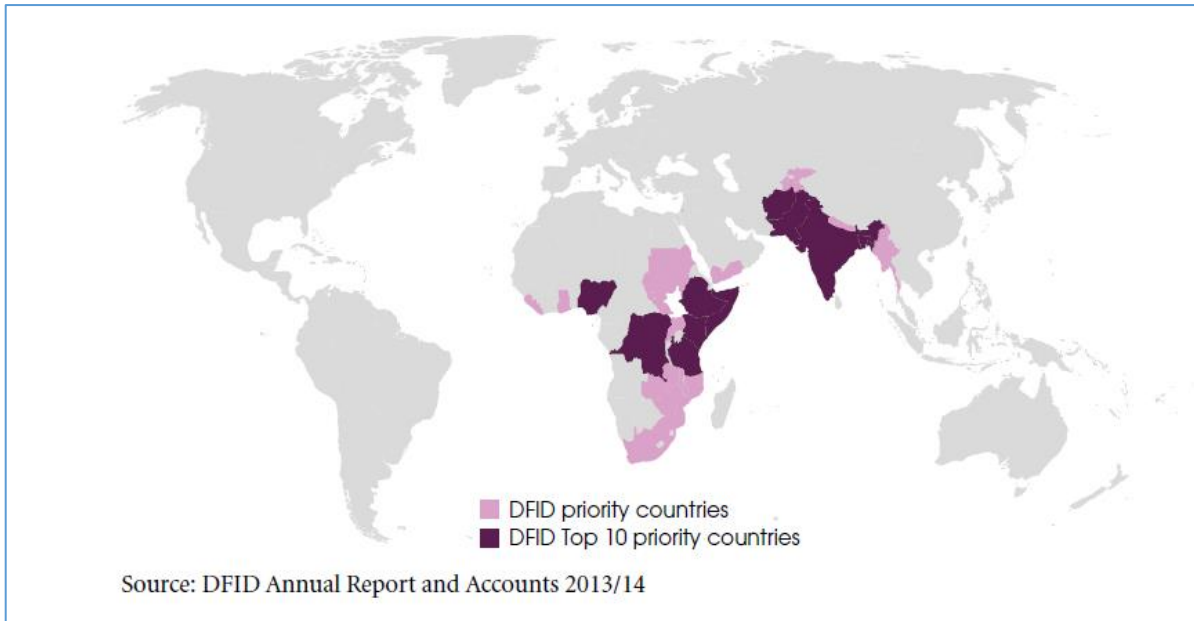 DFID priority countries
DFID Top 10 priority countries
Source: DFID Annual Report and Accounts 2013/14